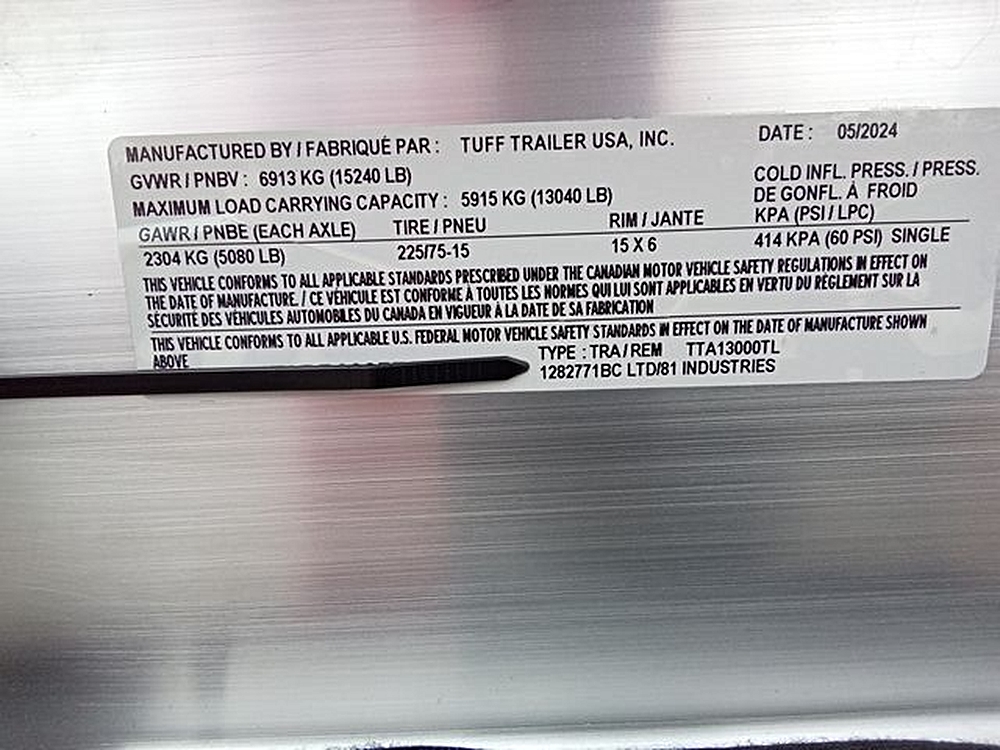 MANUFACTURED BY / FABRIQUÉ PAR : TUFF TRAILER USA, INC. DATE : 05/2024
GVWR / PNBV : 6913 KG (15240 LB)
MAXIMUM LOAD CARRYING CAPACITY : 5915 KG (13040 LB)
COLD INFL. PRESS. / PRESS.
DE GONFL. À FROID
KPA (PSI / LPC)
GAWR / PNBE (EACH AXLE) TIRE / PNEU RIM / JANTE
2304 KG (5080 LB) 225/75-15 15 X 6 414 KPA (60 PSI) SINGLE
THIS VEHICLE CONFORMS TO ALL APPLICABLE STANDARDS PRESCRIBED UNDER THE CANADIAN MOTOR VEHICLE SAFETY REGULATIONS IN EFFECT ON
THE DATE OF MANUFACTURE. / CE VÉHICULE EST CONFORME À TOUTES LES NORMES QUI LUI SONT APPLICABLES EN VERTU DU RÈGLEMENT SUR LA
SÉCURITÉ DES VÉHICULES AUTOMOBILES DU CANADA EN VIGUEUR À LA DATE DE SA FABRICATION
THIS VEHICLE CONFORMS TO ALL APPLICABLE U.S. FEDERAL MOTOR VEHICLE SAFETY STANDARDS IN EFFECT ON THE DATE OF MANUFACTURE SHOWN
ABOVE
TYPE : TRA / REM TTA13000TL
1282771BC LTD/81 INDUSTRIES